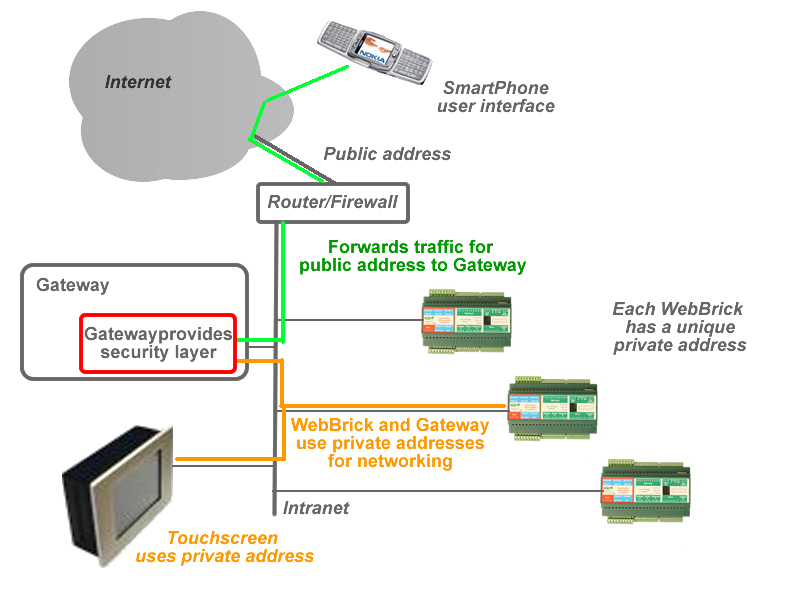 Internet
NOKIA
SmartPhone
user interface
Public address
Router/Firewall
Forwards traffic for
public address to Gateway
Gateway
Gatewayprovides
security layer
Each WebBrick
has a unique
private address
WebBrick and Gateway
use private addresses
for networking
Intranet
Touchscreen
uses private address